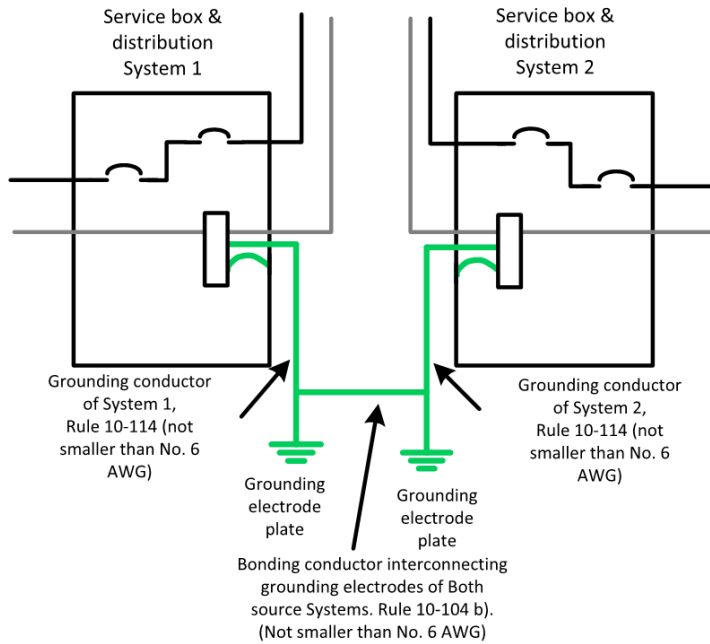 Service box &
distribution
System 1
Service box &
distribution
System 2
Grounding conductor
of System 1,
Rule 10-114 (not
smaller than No. 6
AWG)
Grounding conductor
of System 2,
Rule 10-114 (not
smaller than No. 6
AWG)
Grounding
electrode
plate
Grounding
electrode
plate
Bonding conductor interconnecting
grounding electrodes of Both
source Systems. Rule 10-104 b).
(Not smaller than No. 6 AWG)